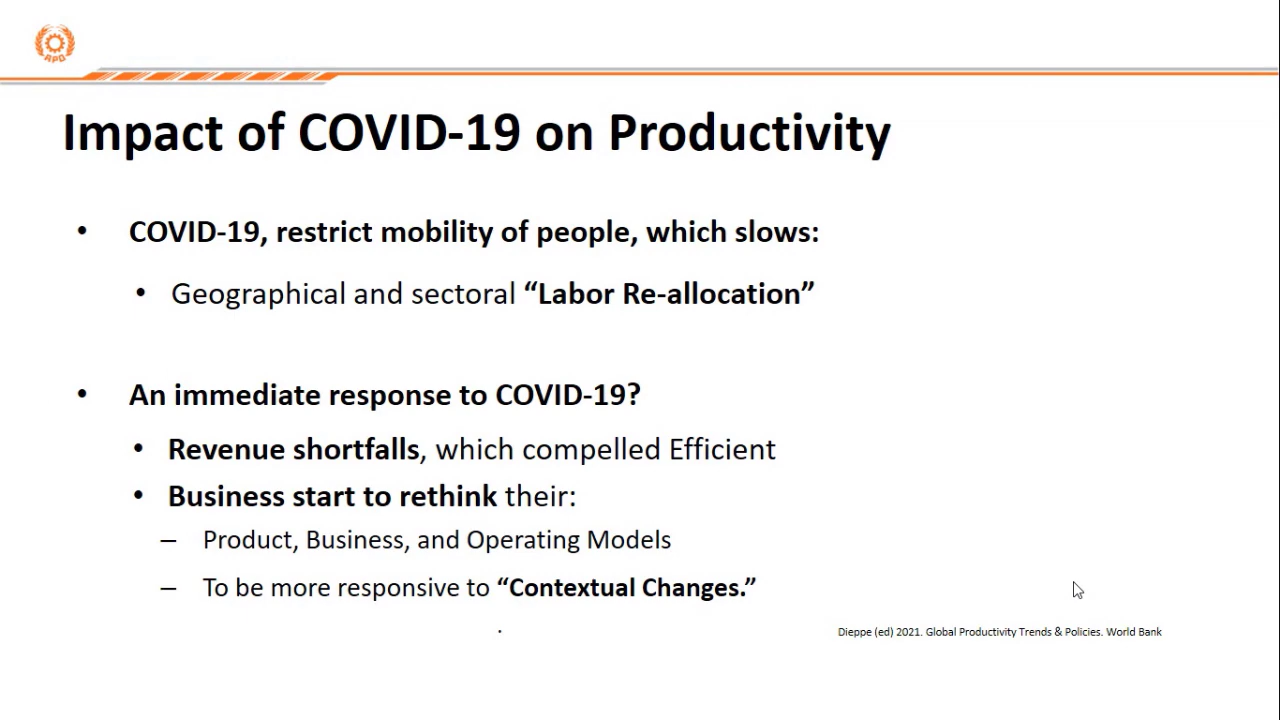 APO
Impact of COVID-19 on Productivity
• COVID-19, restrict mobility of people, which slows:
• Geographical and sectoral “Labor Re-allocation”
• An immediate response to COVID-19?
• Revenue shortfalls, which compelled Efficient
• Business start to rethink their:
– Product, Business, and Operating Models
– To be more responsive to “Contextual Changes.”
.
Dieppe (ed) 2021. Global Productivity Trends & Policies. World Bank